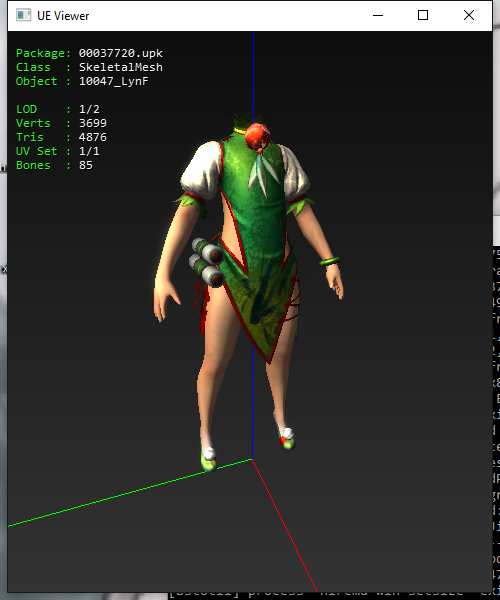 UE Viewer
Package: 00037720.upk
Class : SkeletalMesh
Object : 10047_LynF
LOD : 1/2
Verts : 3699
Tris : 4876
UV Set : 1/1
Bones : 85